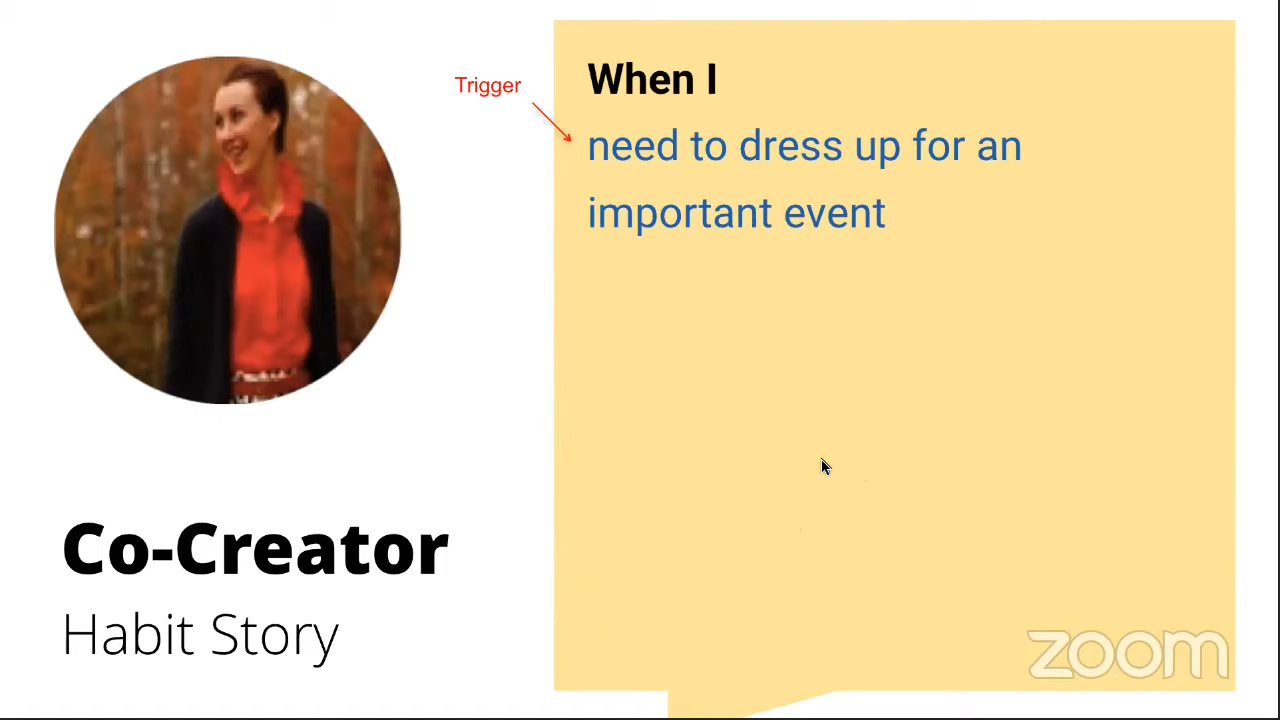 Trigger
When I
need to dress up for an
important event
Co-Creator
Habit Story
zoom